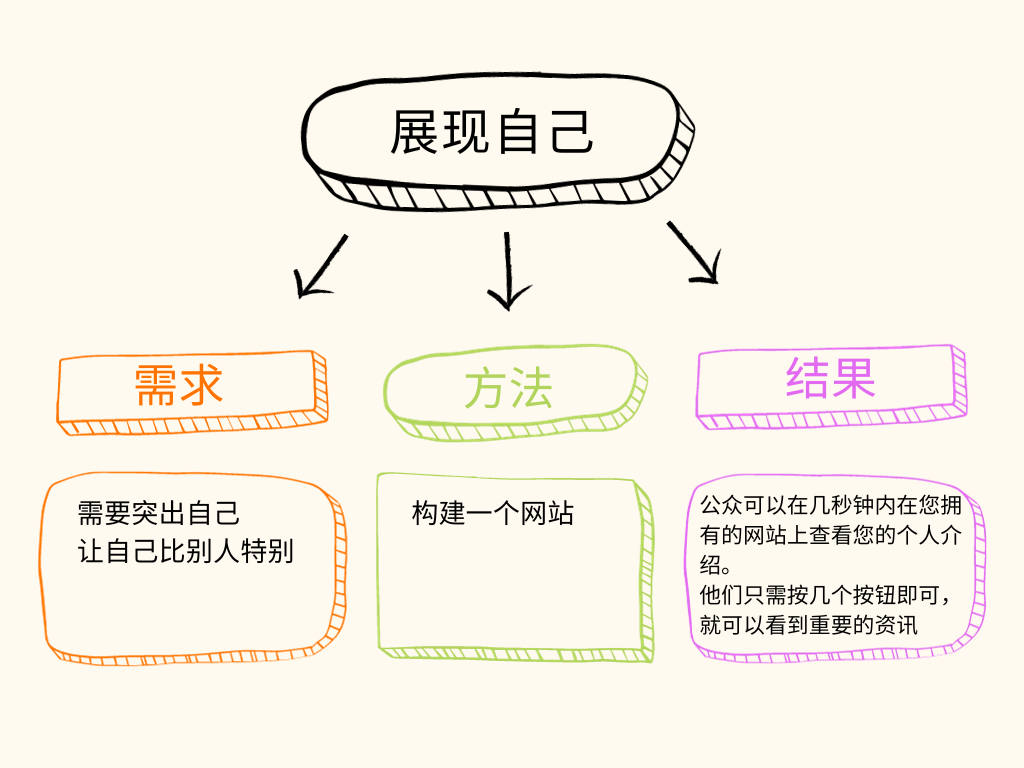 展现自己
需求
方法
结果
需要突出自己
让自己比别人特别
构建一个网站
公众可以在几秒钟内在您拥
有的网站上查看您的个人介
绍。
他们只需按几个按钮即可，
就可以看到重要的资讯